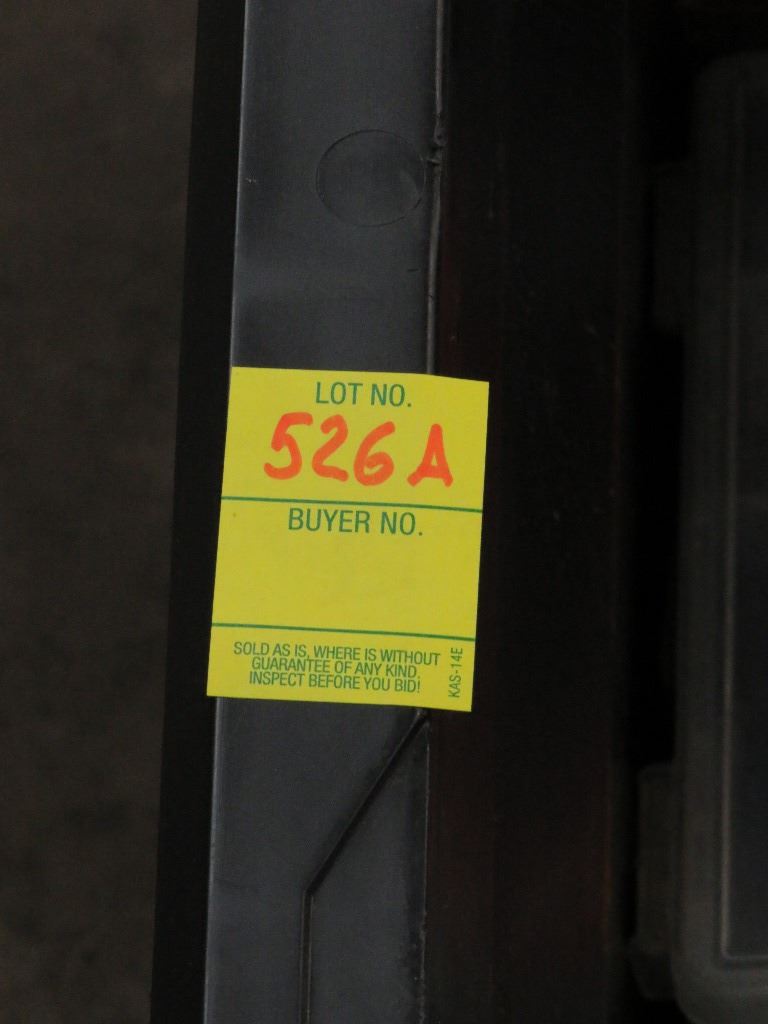 LOT NO.
526A
BUYER NO.
SOLD AS IS, WHERE IS WITHOUT
GUARANTEE OF ANY KIND.
INSPECT BEFORE YOU BID!
KAS-14E